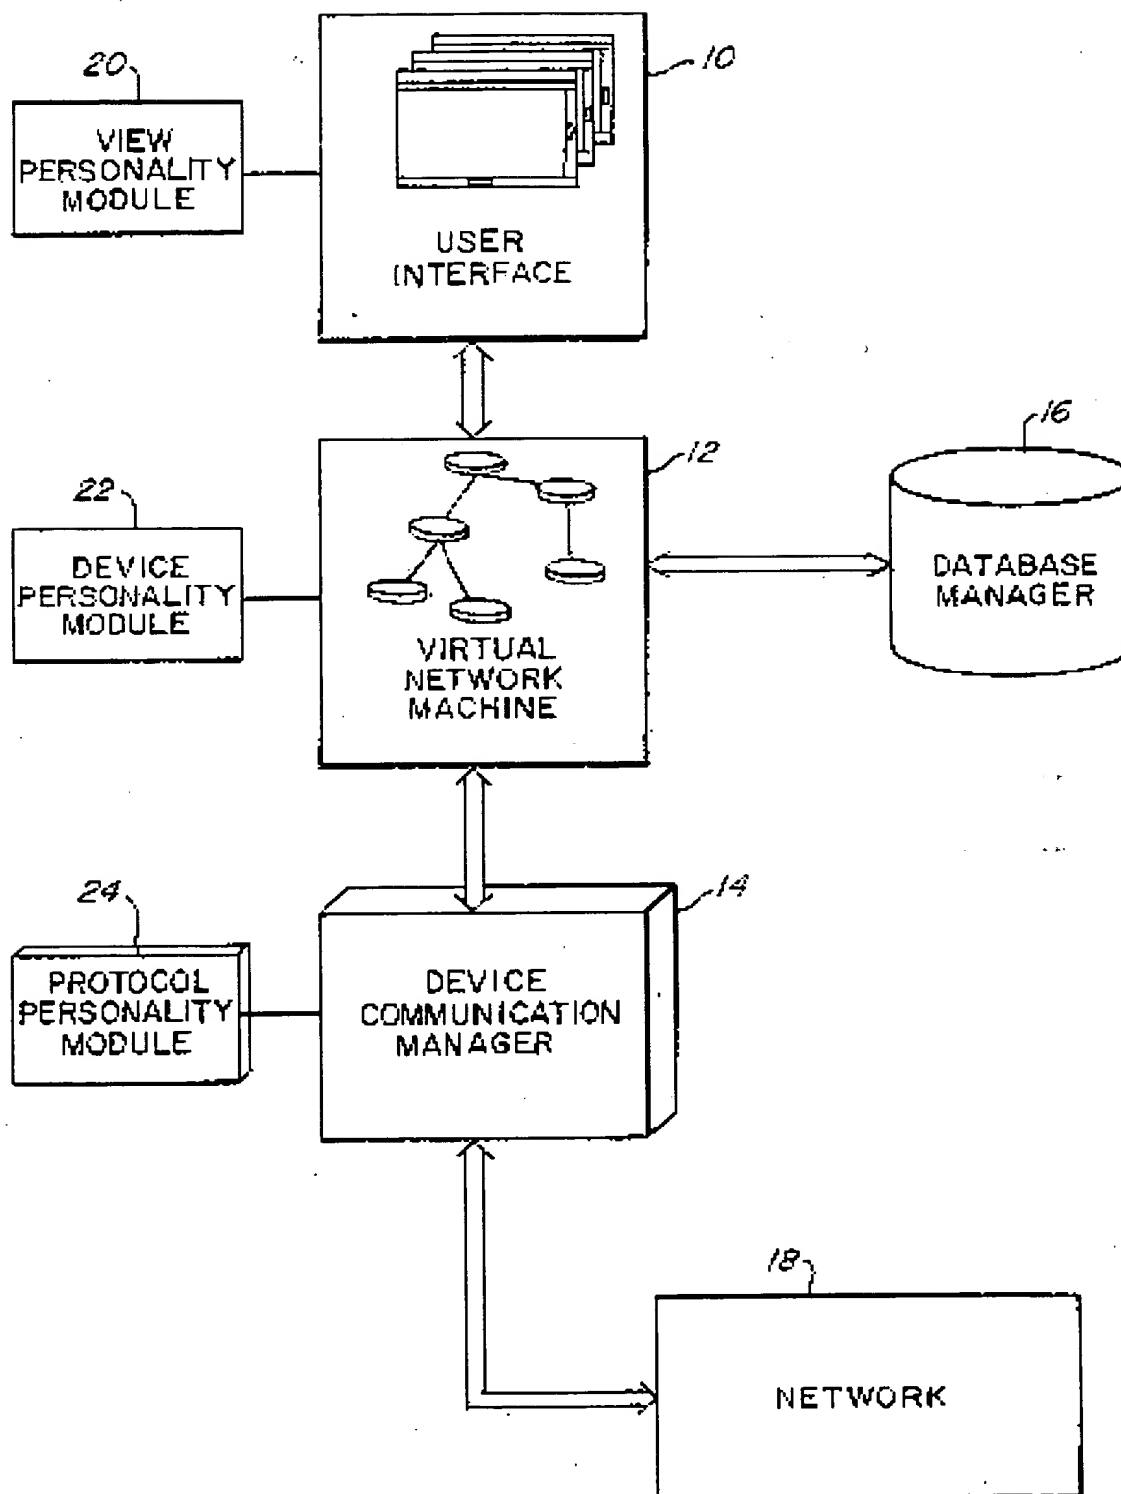 10
20
VIEW
PERSONALITY
MODULE
USER
INTERFACE
16
12
22
DEVICE
PERSONALITY
MODULE
DATABASE
MANAGER
VIRTUAL
NETWORK
MACHINE
14
24
PROTOCOL
PERSONALITY
MODULE
DEVICE
COMMUNICATION
MANAGER
18
NETWORK